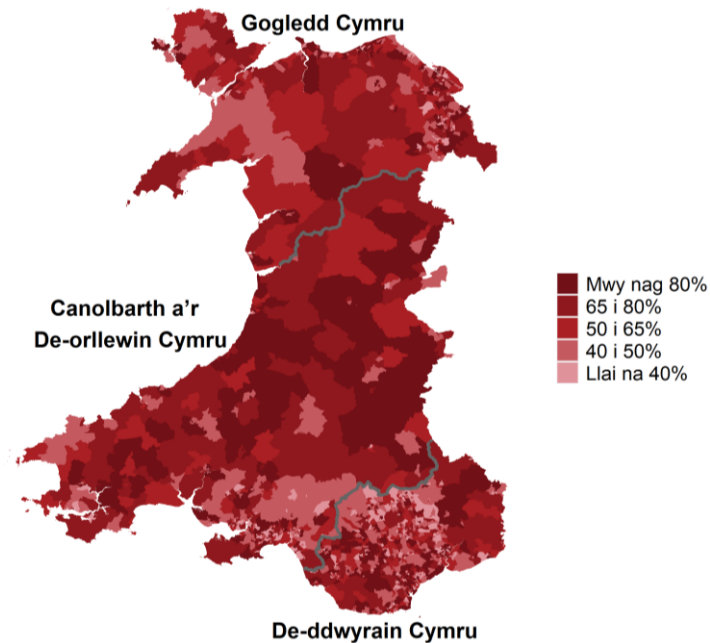 Gogledd Cymru
Canolbarth a'r
De-orllewin Cymru
Mwy nag 80%
65 i 80%
50 i 65%
40 i 50%
Llai na 40%
De-ddwyrain Cymru